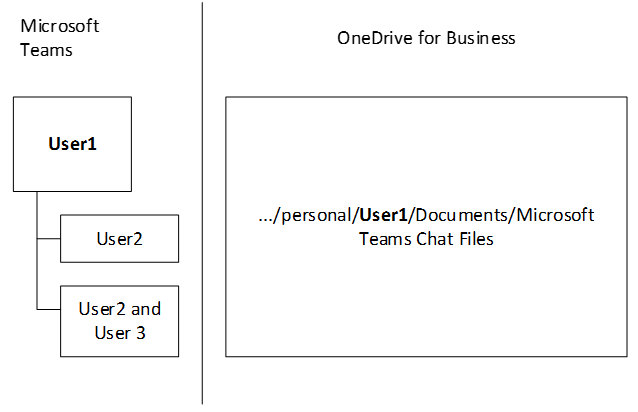 Microsoft
Teams
OneDrive for Business
User1
User2
User2 and
User 3
.../personal/User1/Documents/Microsoft
Teams Chat Files